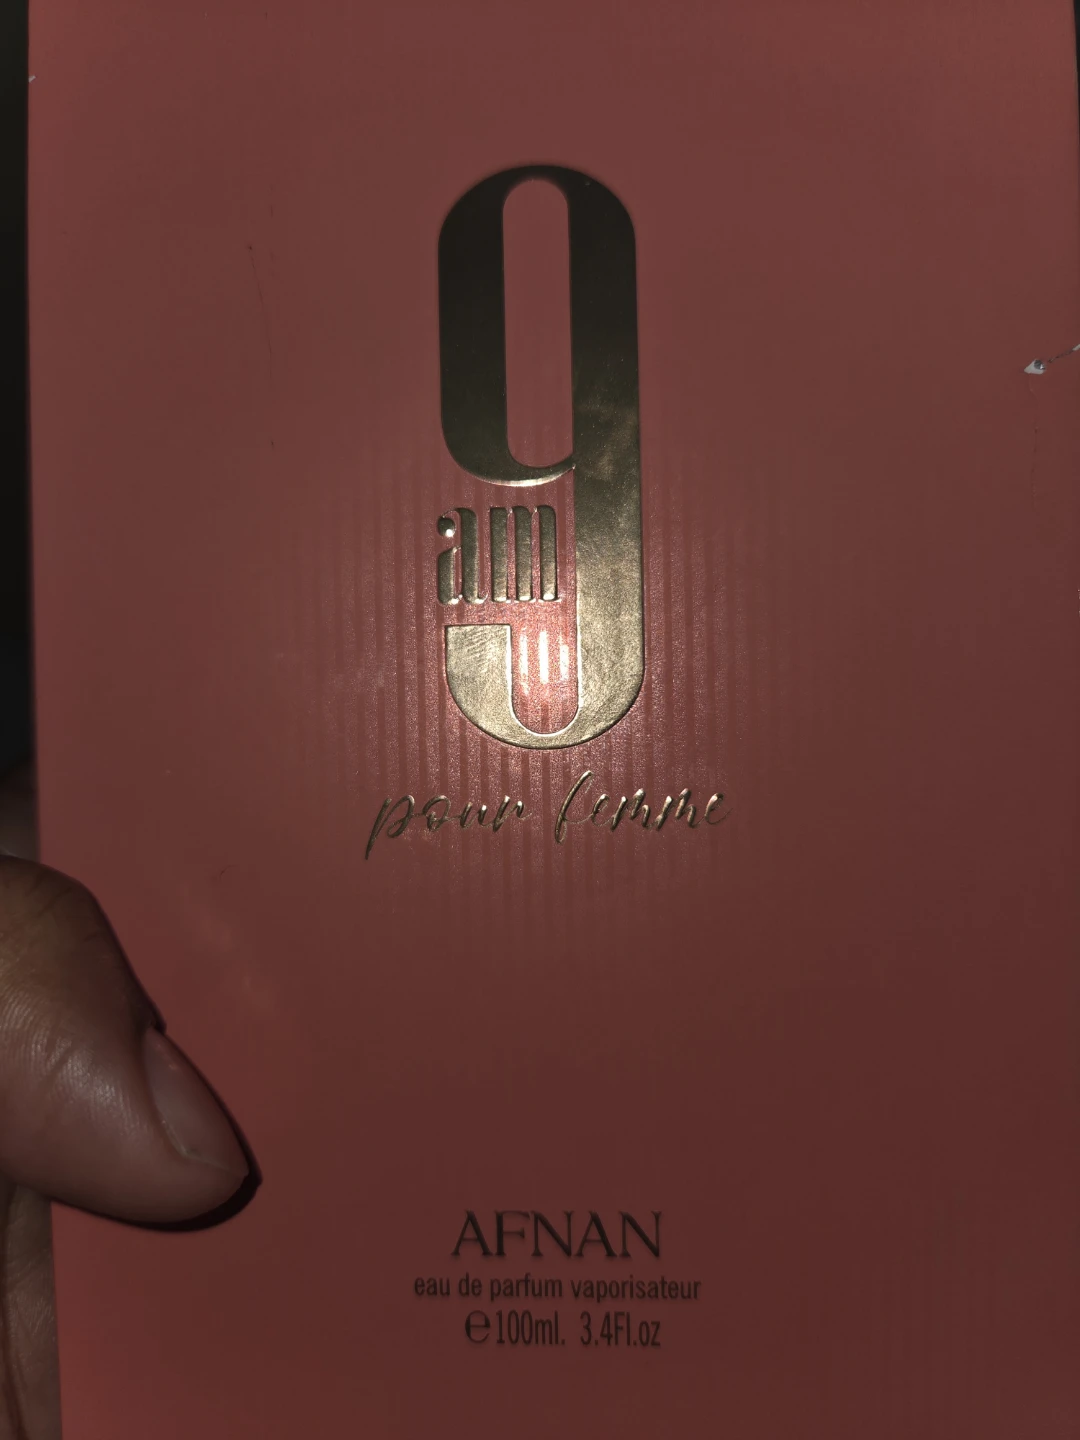 9
am
pour femme
AFNAN
eau de parfum vaporisateur
℮100ml. 3.4Fl.oz